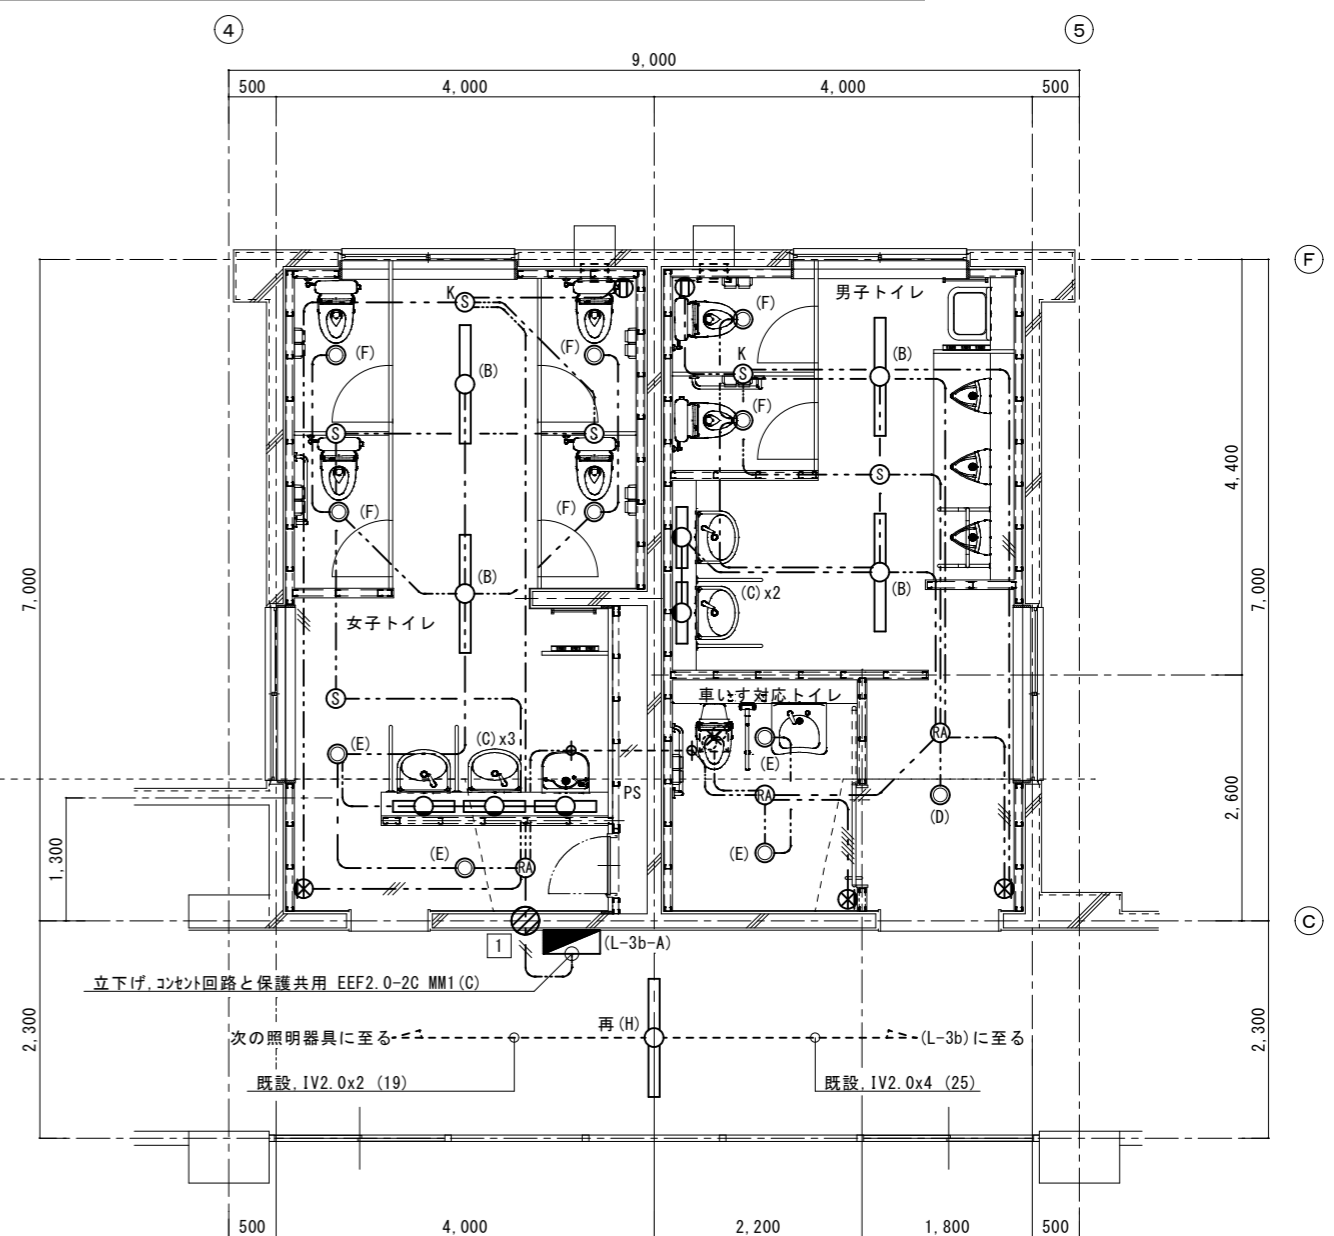 4
5
9,000
500
4,000
4,000
500
F
男子トイレ
K
S
(F)
(F)
(F)
(B)
K
S
(B)
(F)
S
S
7,000
4,400
7,000
(F)
S
(B)
(B)
(C)x2
女子トイレ
S
車いす対応トイレ
(E)
(C)x3
RA
(E)
PS
RA
(D)
2,600
1,300
(E)
RA
(E)
C
1
(L-3b-A)
立下げ,コンセント回路と保護共用 EEF2.0-2C MM1(C)
2,300
再(H)
次の照明器具に至る
(L-3b)に至る
2,300
既設,IV2.0x2 (19)
既設,IV2.0x4 (25)
500
4,000
2,200
1,800
500